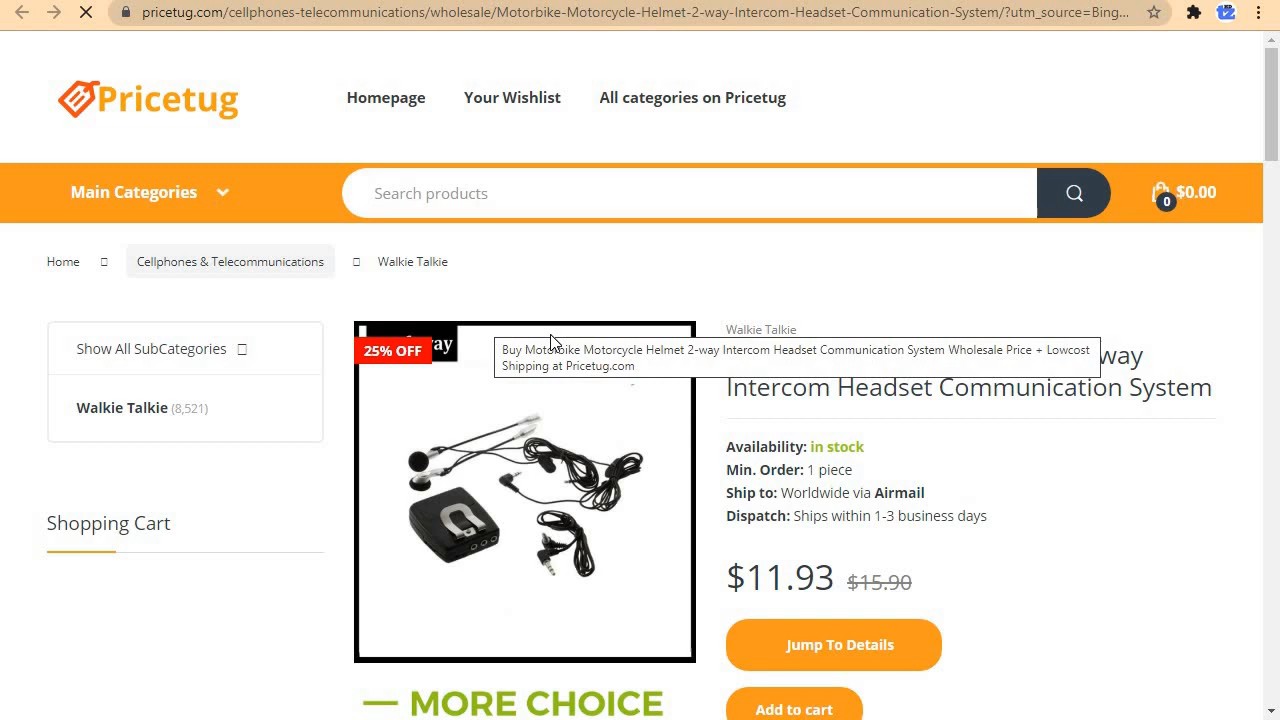 pricetug.com/cellphones-telecommunications/wholesale/Motorbike-Motorcycle-Helmet-2-way-Intercom-Headset-Communication-System/?utm_source=Bing...
Pricetug
Homepage
Your Wishlist
All categories on Pricetug
Main Categories
Search products
0
$0.00
Home
Cellphones & Telecommunications
Walkie Talkie
Show All SubCategories
Walkie Talkie (8,521)
Shopping Cart
25% OFF
way
Buy Motorbike Motorcycle Helmet 2-way Intercom Headset Communication System Wholesale Price + Lowcost
Shipping at Pricetug.com
— MORE CHOICE
Walkie Talkie
way
Intercom Headset Communication System
Availability: in stock
Min. Order: 1 piece
Ship to: Worldwide via Airmail
Dispatch: Ships within 1-3 business days
$11.93 $15.90
Jump To Details
Add to cart